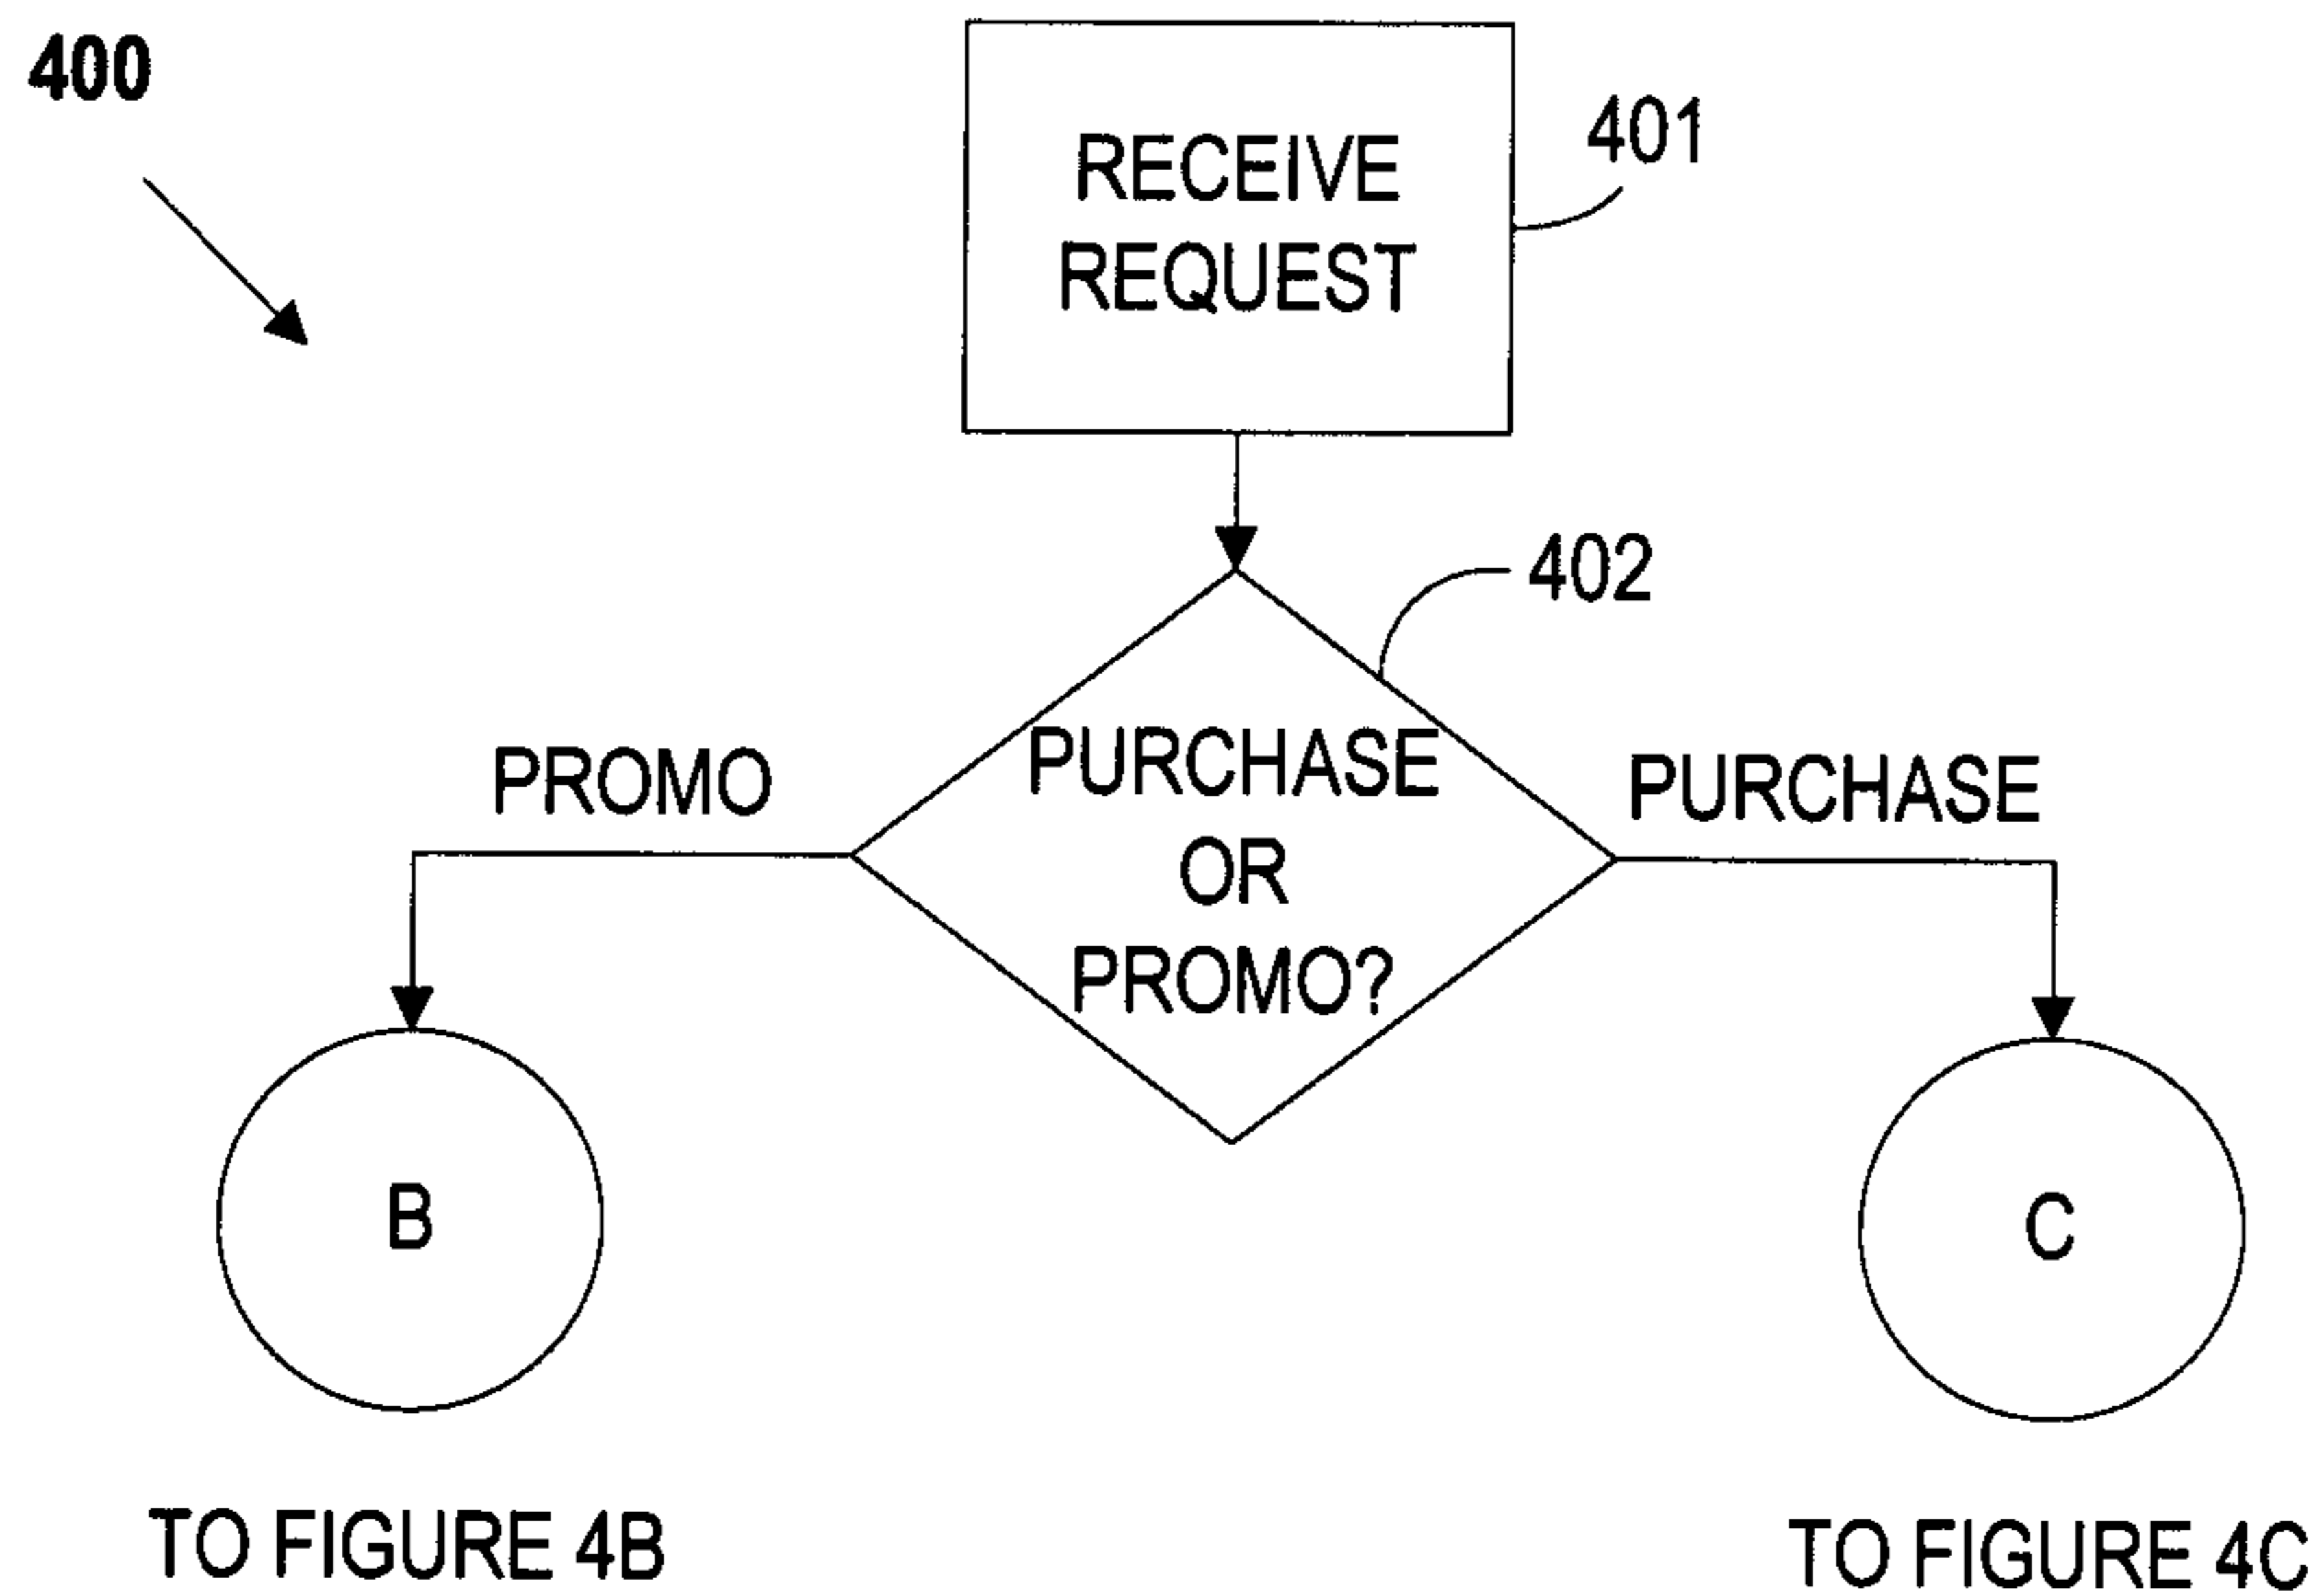 400
RECEIVE
REQUEST
401
402
PROMO
PURCHASE
OR
PROMO?
PURCHASE
B
C
TO FIGURE 4B
TO FIGURE 4C